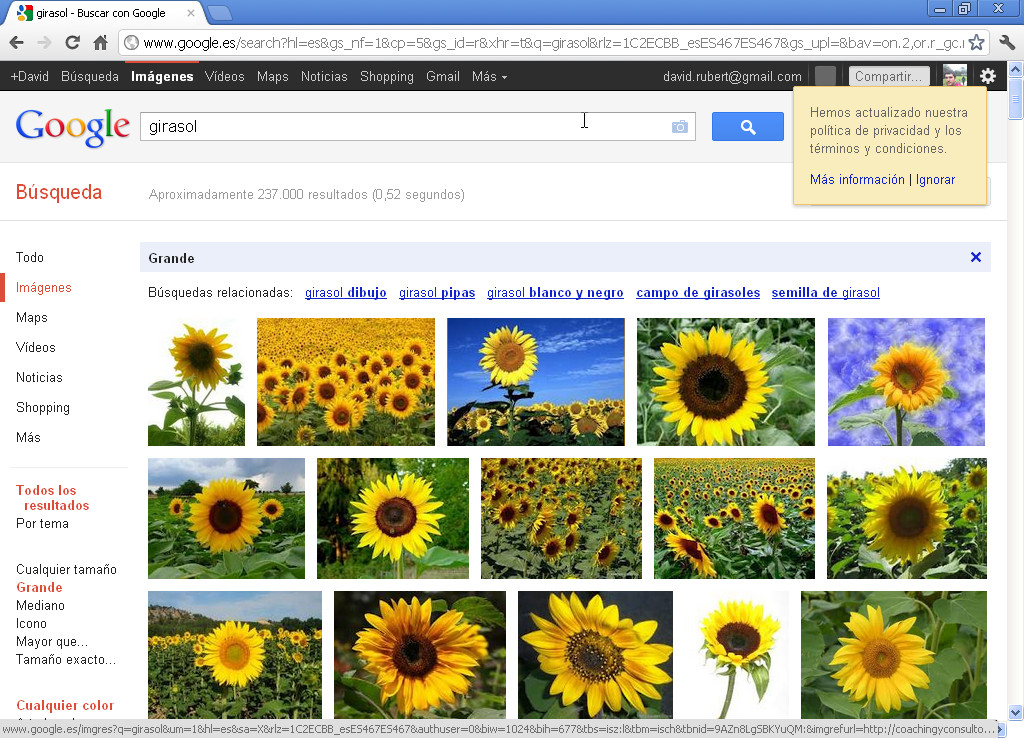 girasol - Buscar con Google
www.google.es/search?hl=es&gs_nf=1&cp=5&gs_id=r&xhr=t&q=girasol&rlz=1C2ECBB_esES467ES467&gs_upl=&bav=on.2,or.r_gc.r
+David Búsqueda Imágenes Vídeos Maps Noticias Shopping Gmail Más david.rubert@gmail.com Compartir...
Google
girasol
Hemos actualizado nuestra
política de privacidad y los
términos y condiciones.
Más información | Ignorar
Búsqueda
Aproximadamente 237.000 resultados (0,52 segundos)
Grande
Búsquedas relacionadas: girasol dibujo girasol pipas girasol blanco y negro campo de girasoles semilla de girasol
Todo
Imágenes
Maps
Vídeos
Noticias
Shopping
Más
Todos los
resultados
Por tema
Cualquier tamaño
Grande
Mediano
Icono
Mayor que...
Tamaño exacto...
Cualquier color
www.google.es/imgres?q=girasol&um=1&hl=es&sa=X&rlz=1C2ECBB_esES467ES467&authuser=0&biw=1024&bih=677&tbs=isz:l&tbm=isch&tbnid=9AZn8LgSBKYuQM:&imgrefurl=http://coachingyconsulto...